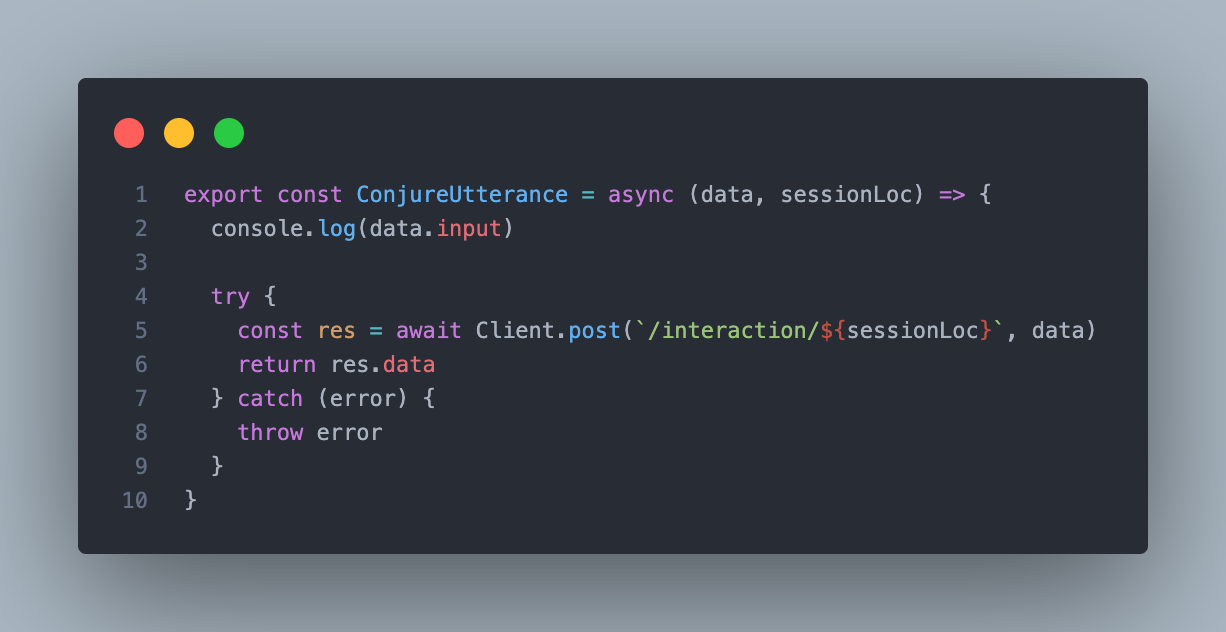 1 export const ConjureUtterance = async (data, sessionLoc) => {
2   console.log(data.input)
3
4   try {
5     const res = await Client.post(`/interaction/${sessionLoc}`, data)
6     return res.data
7   } catch (error) {
8     throw error
9   }
10 }